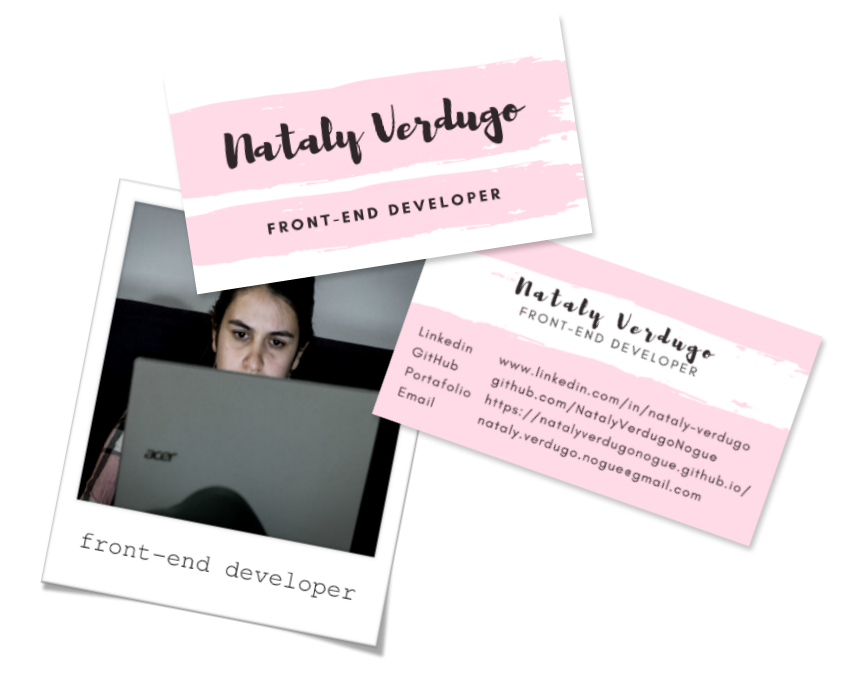 Nataly Verdugo
FRONT-END DEVELOPER
Nataly Verdugo
FRONT-END DEVELOPER
Linkedin www.linkedin.com/in/nataly-verdugo
GitHub github.com/NatalyVerdugoNogue
Portafolio https://natalyverdugonogue.github.io/
Email nataly.verdugo.nogue@gmail.com
acer
front-end developer